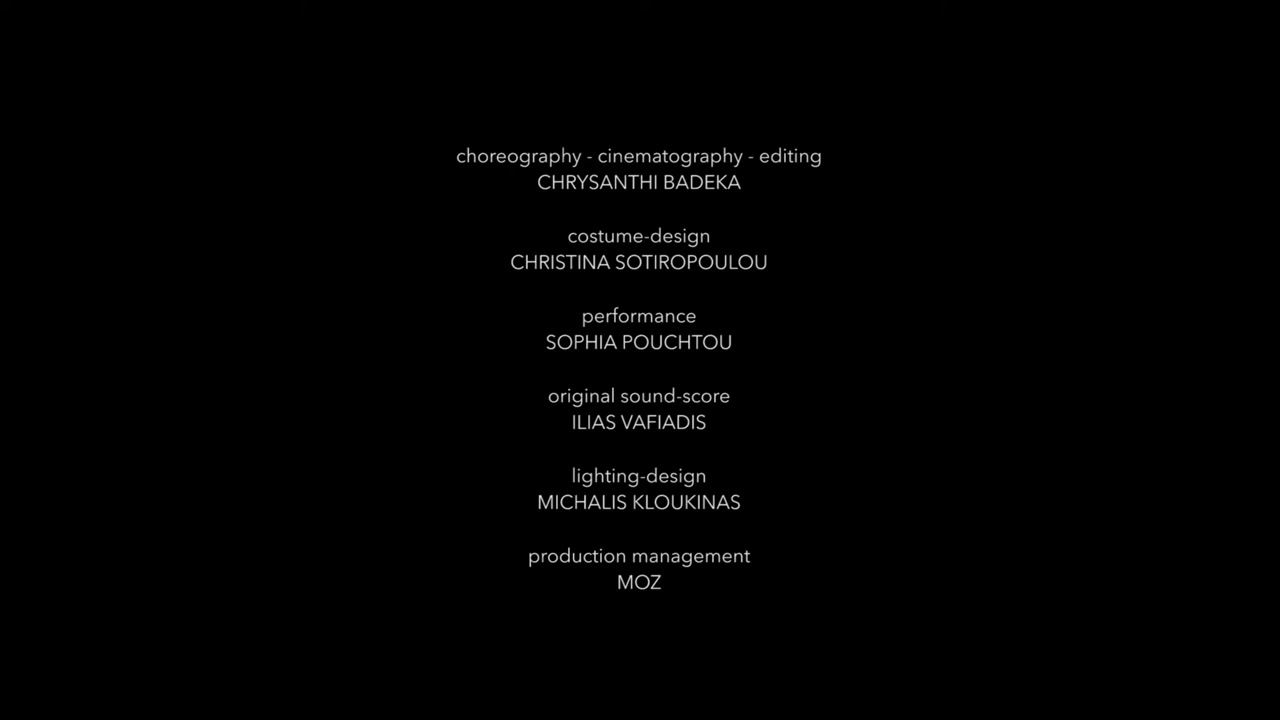 choreography - cinematography - editing
CHRYSANTHI BADEKA
costume-design
CHRISTINA SOTIROPOULOU
performance
SOPHIA POUCHTOU
original sound-score
ILIAS VAFIADIS
lighting-design
MICHALIS KLOUKINAS
production management
MOZ